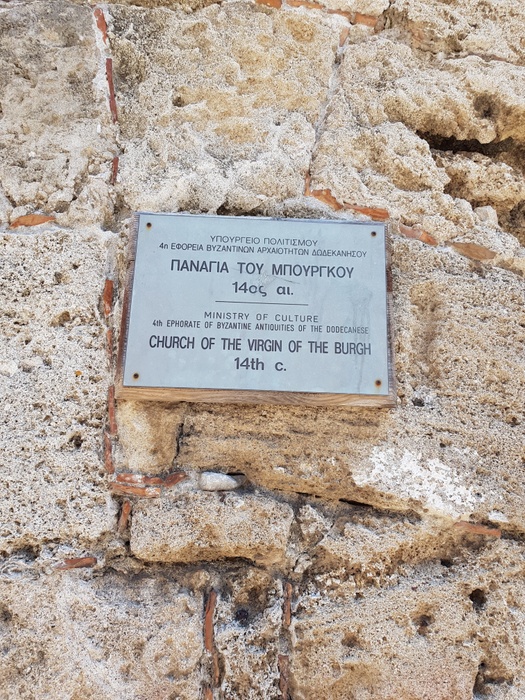 ΥΠΟΥΡΓΕΙΟ ΠΟΛΙΤΙΣΜΟΥ
4η ΕΦΟΡΕΙΑ ΒΥΖΑΝΤΙΝΩΝ ΑΡΧΑΙΟΤΗΤΩΝ ΔΩΔΕΚΑΝΗΣΟΥ
ΠΑΝΑΓΙΑ ΤΟΥ ΜΠΟΥΡΓΚΟΥ
14ος αι.
MINISTRY OF CULTURE
4th EPHORATE OF BYZANTINE ANTIQUITIES OF THE DODECANESE
CHURCH OF THE VIRGIN OF THE BURGH
14th c.